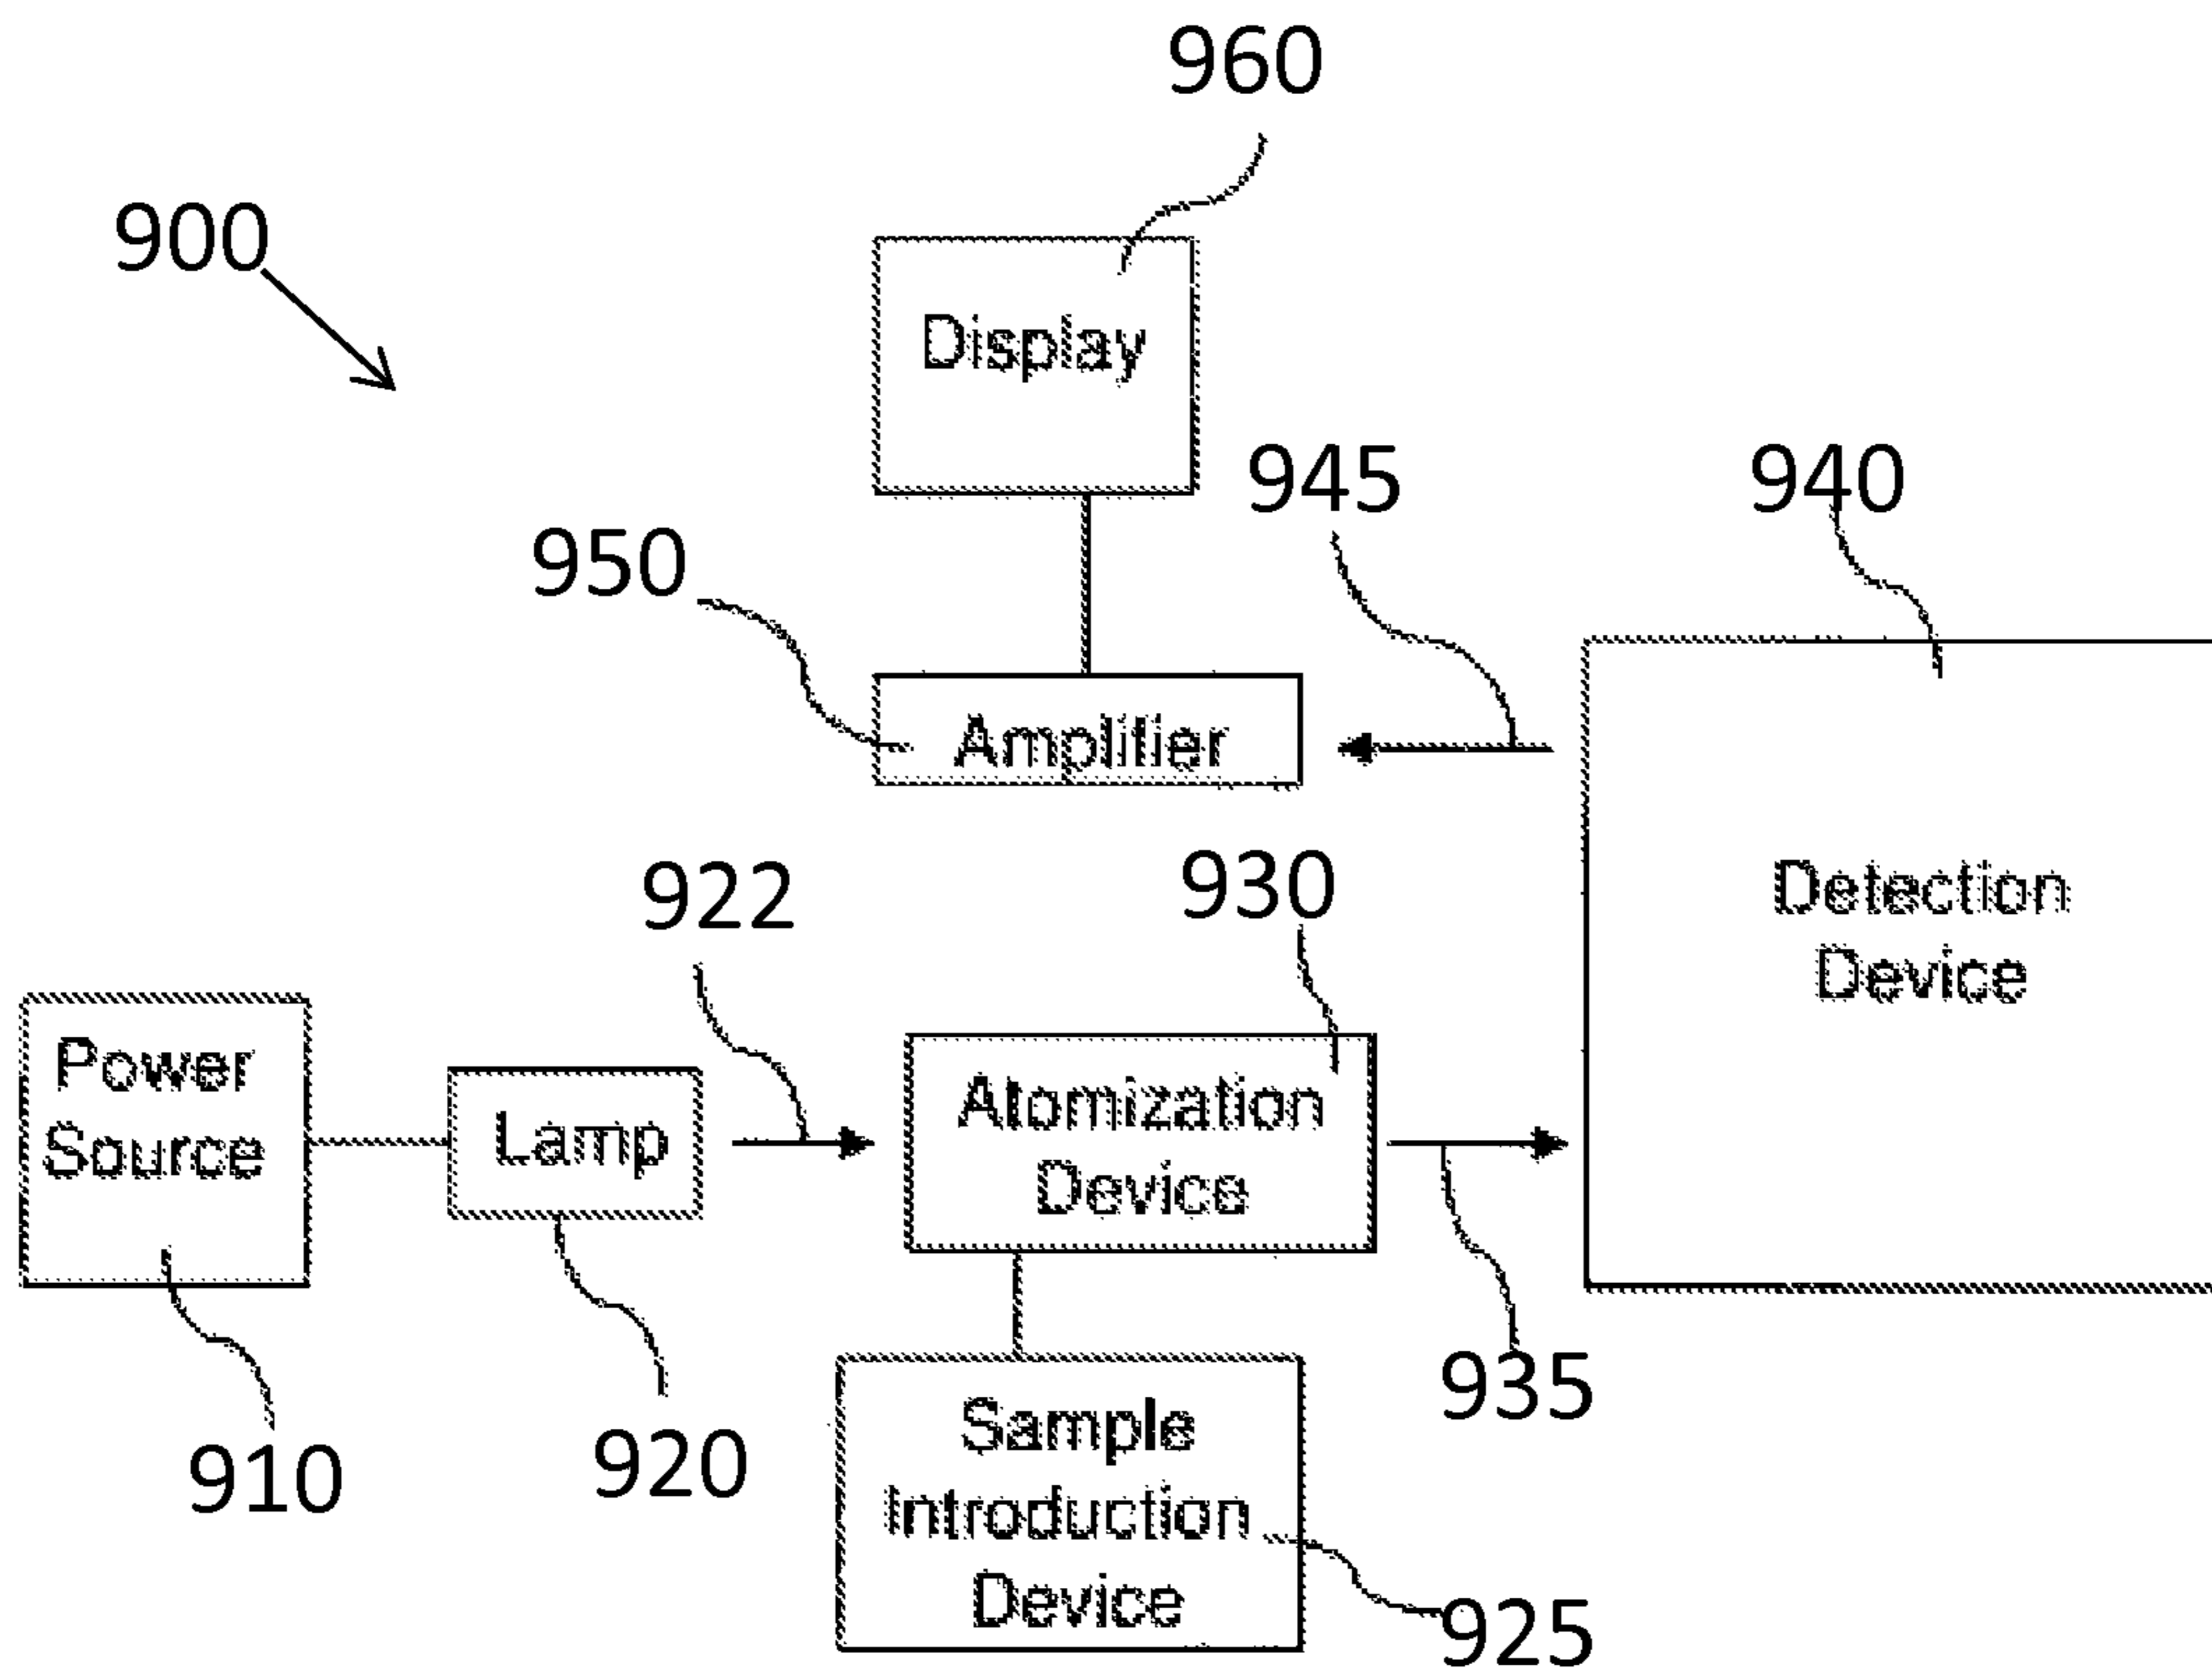 960
900
Display
945
940
950
Amplifier
922
930
Detection
Device
Power
Source
Lamp
Atomization
Device
935
910
920
Sample
Introduction
Device
925